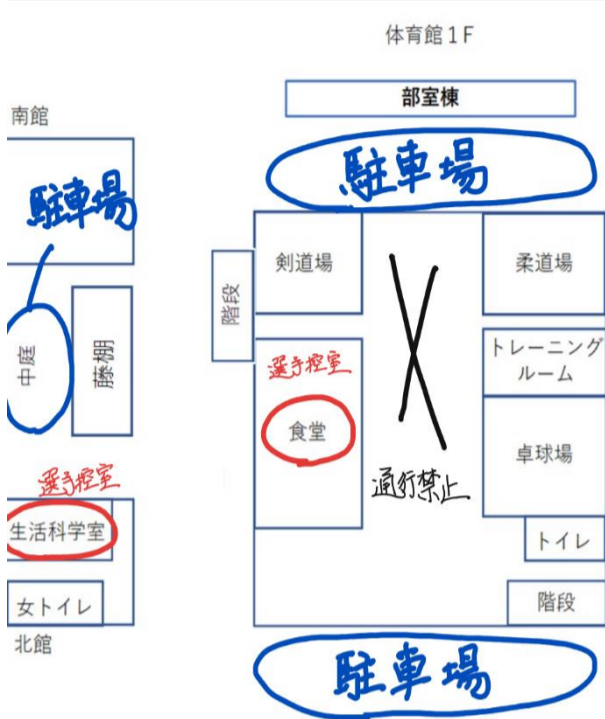 体育館1F
部室棟
南館
駐車場
駐車場
剣道場
柔道場
階段
トレーニング
ルーム
中庭
藤棚
選手控室
食堂
卓球場
選手控室
通行禁止
生活科学室
トイレ
女トイレ
階段
北館
駐車場